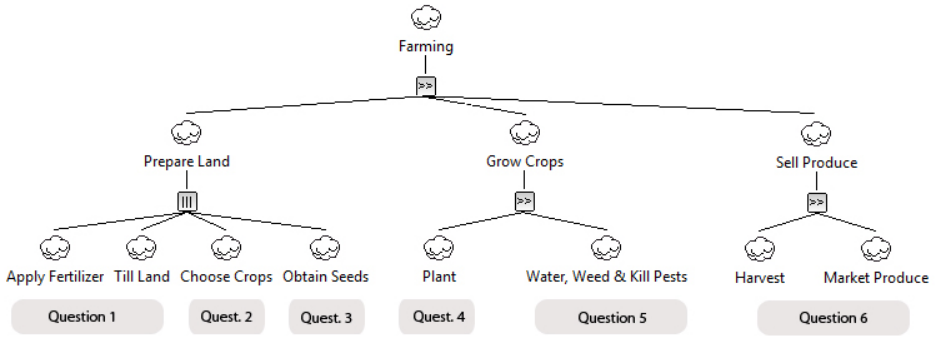 Farming
>>
Prepare Land
Grow Crops
Sell Produce
|||
>>
>>
Apply Fertilizer
Till Land
Choose Crops
Obtain Seeds
Plant
Water, Weed & Kill Pests
Harvest
Market Produce
Question 1
Quest. 2
Quest. 3
Quest. 4
Question 5
Question 6